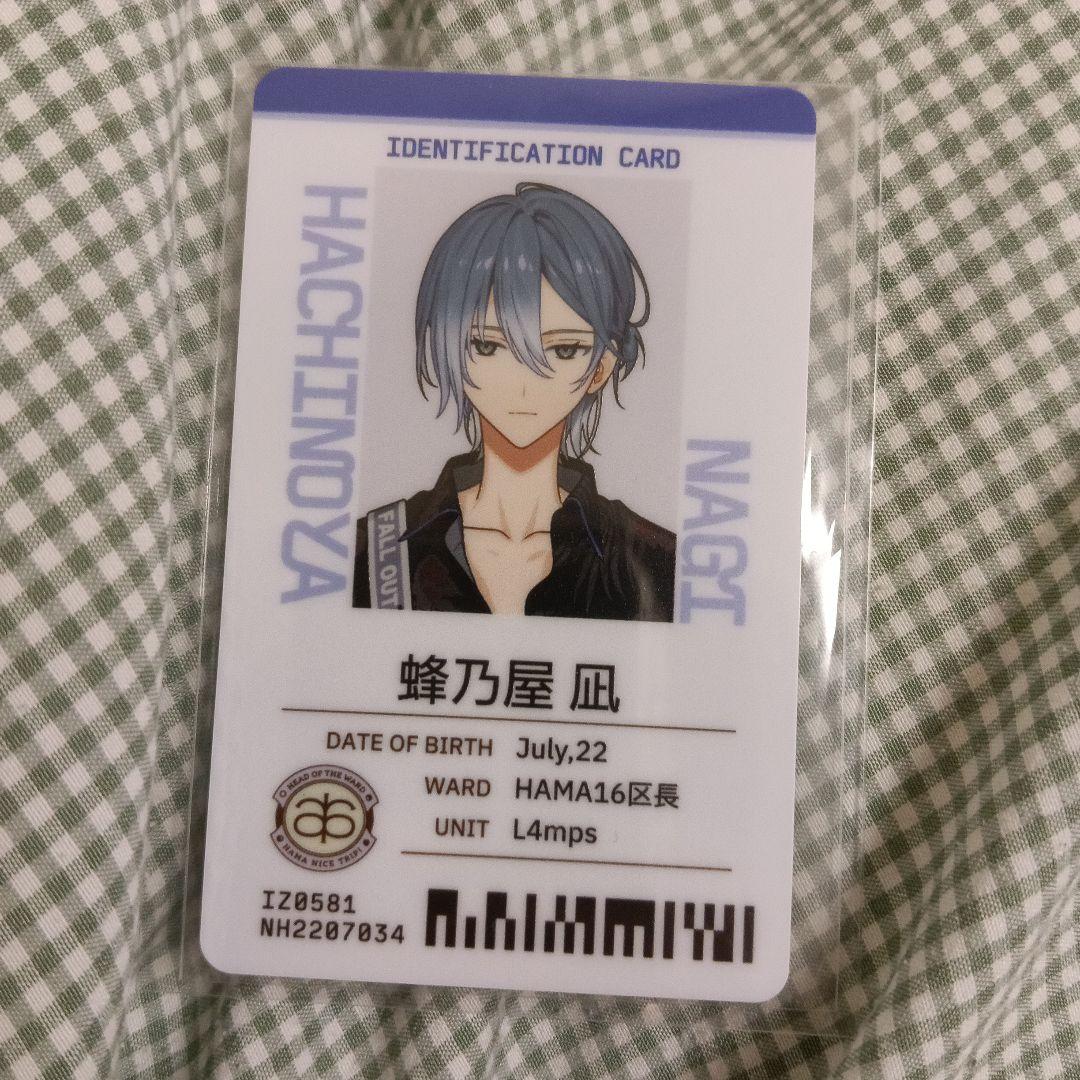 IDENTIFICATION CARD
HACHINOYA
NAGI
FALL OUT
蜂乃屋 凪
DATE OF BIRTH July,22
WARD HAMA16区長
UNIT L4mps
HEAD OF THE WARD
HAMA NICE TRIP!
IZ0581
NH2207034